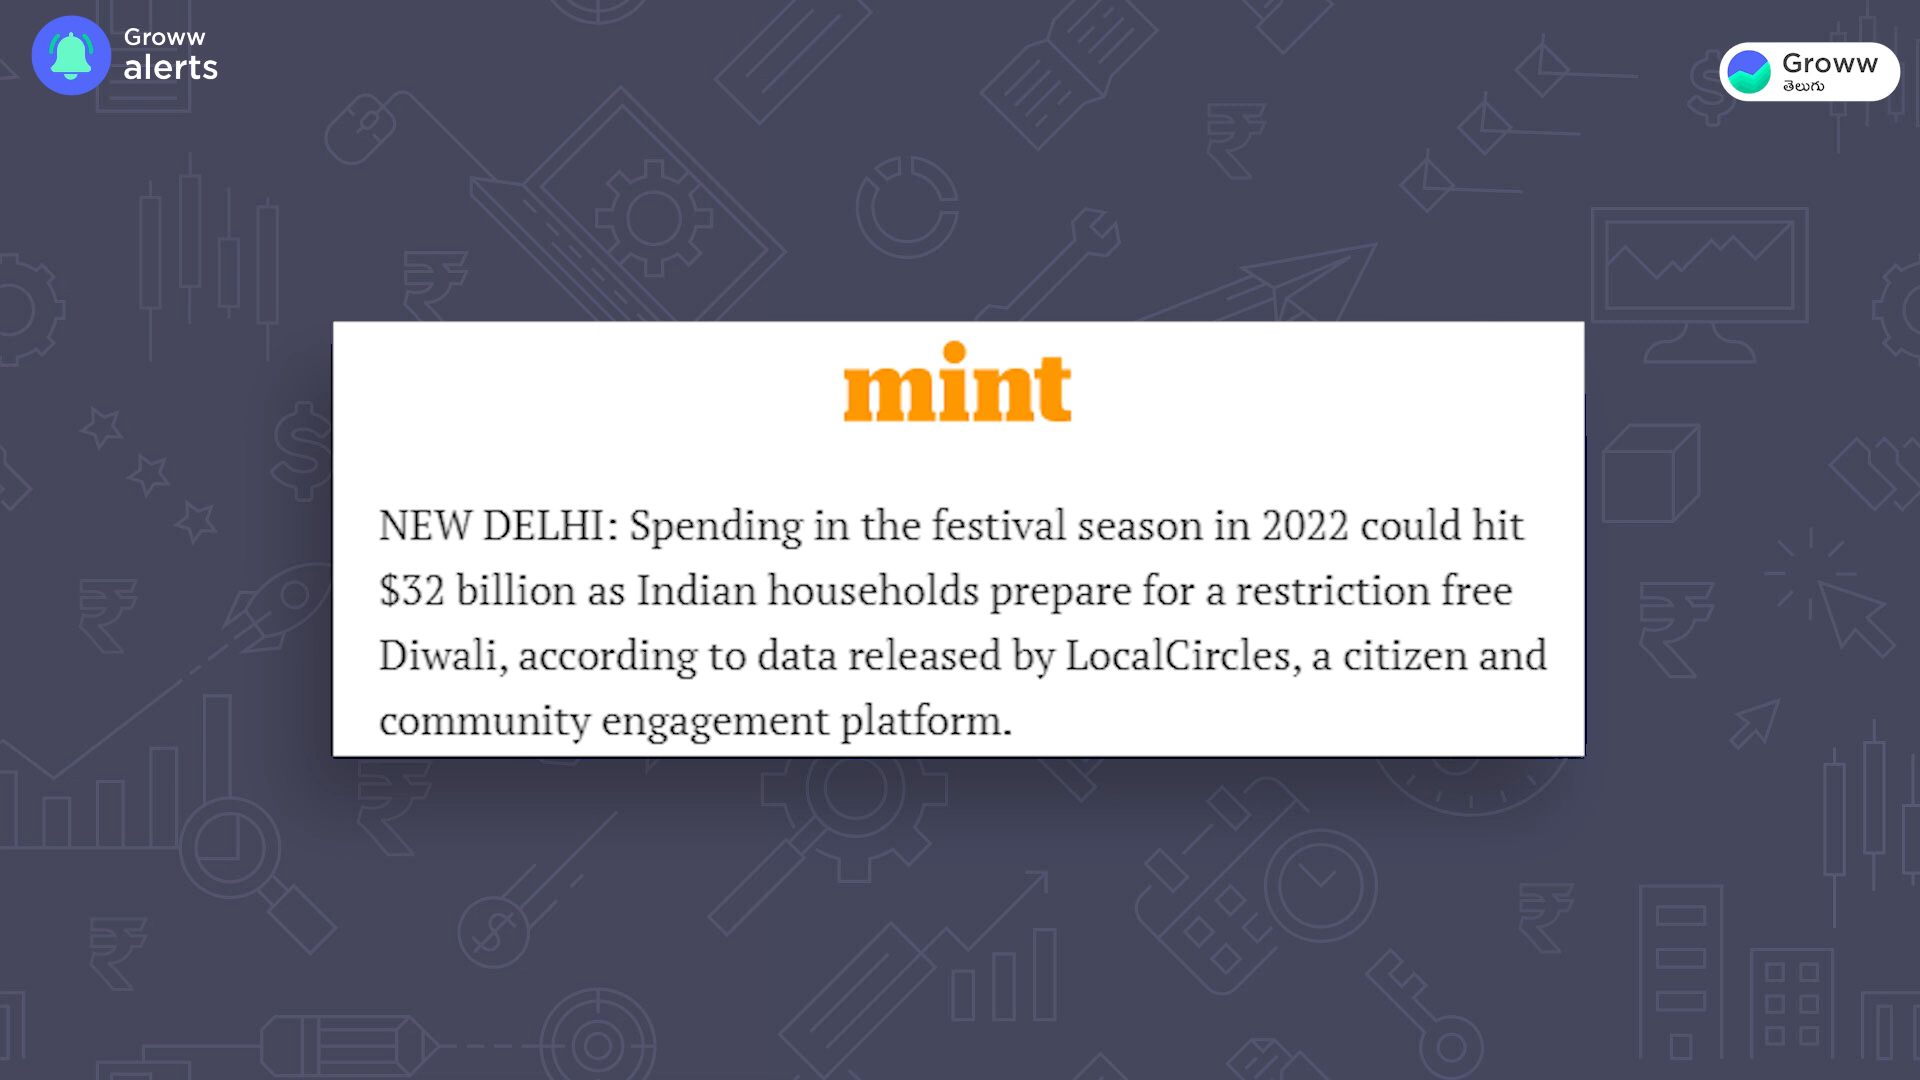 Groww
alerts
Groww
తెలుగు
mint
NEW DELHI: Spending in the festival season in 2022 could hit
$32 billion as Indian households prepare for a restriction free
Diwali, according to data released by LocalCircles, a citizen and
community engagement platform.